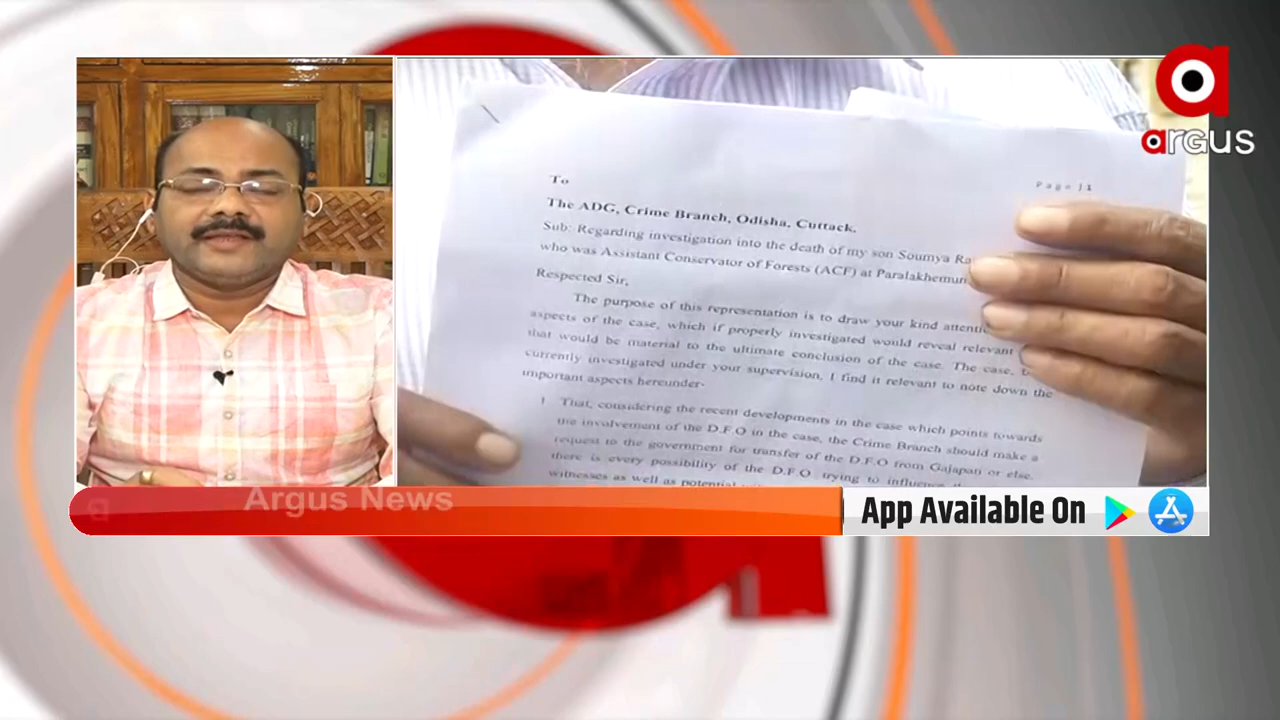 argus
To
Page | 1
The ADG, Crime Branch, Odisha, Cuttack.
Sub: Regarding investigation into the death of my son Soumya
who was Assistant Conservator of Forests (ACF) at
Respected Sir,
The purpose of this representation is to draw your kind
aspects of the case, which if properly investigated would reveal relevant
that would be material to the ultimate conclusion of the case. The case,
currently investigated under your supervision, I find it relevant to note down the
important aspects hereunder-
1 That, considering the recent developments in the case which points towards
the involvement of the D.F.O in the case, the Crime Branch should make a
request to the government for transfer of the D.F.O from Gajapati or else,
there is every possibility of the D.F.O. trying to influence
witnesses as well as potential
Argus News
App Available On